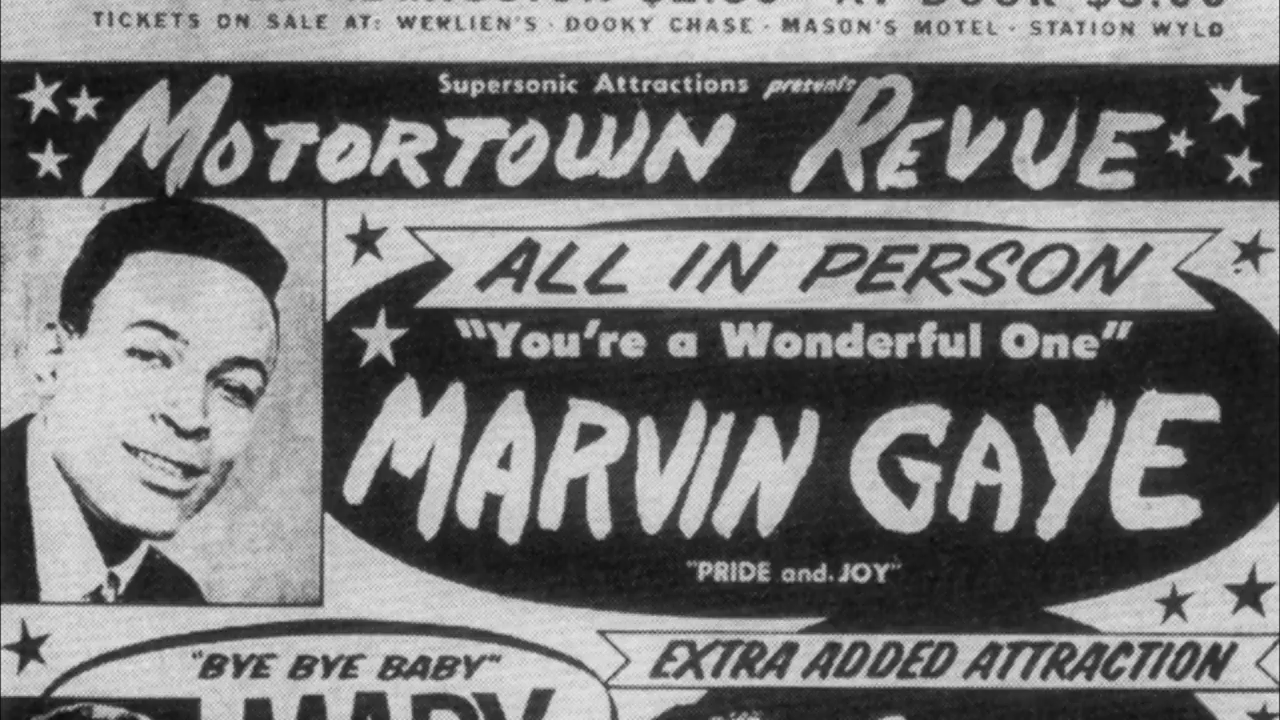 TICKETS ON SALE AT: WERLIEN'S · DOOKY CHASE · MASON'S MOTEL · STATION WYLD
Supersonic Attractions presents
MOTORTOWN REVUE
ALL IN PERSON
"You're a Wonderful One"
MARVIN GAYE
"PRIDE and JOY"
"BYE BYE BABY"
EXTRA ADDED ATTRACTION
MARY